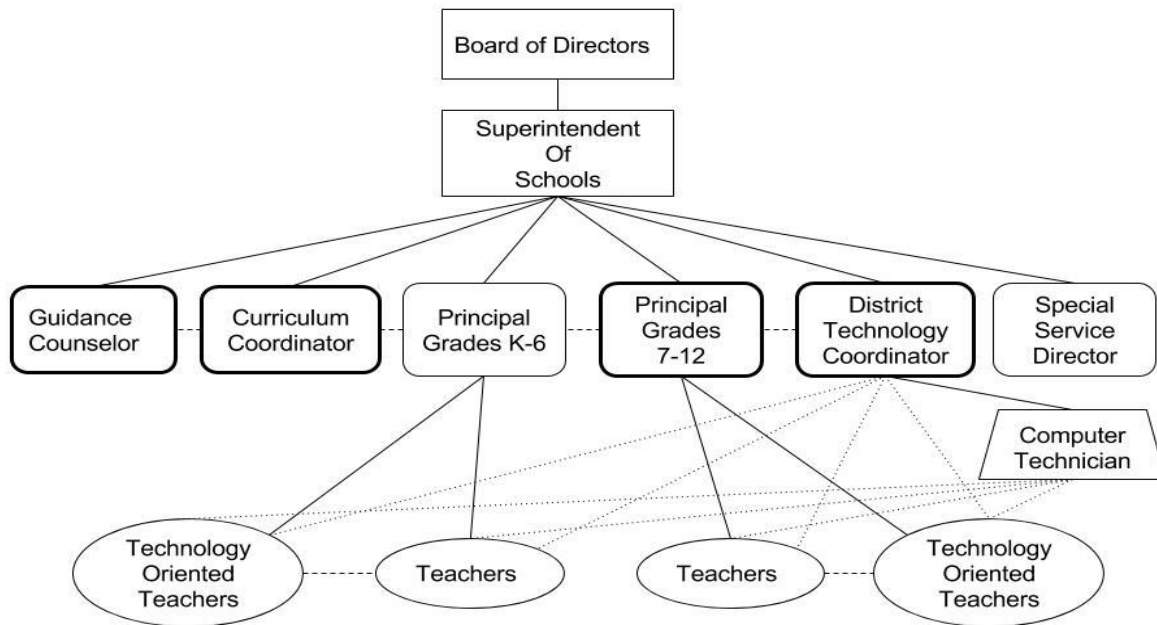 Board of Directors
Superintendent
Of
Schools
Guidance
Counselor
Curriculum
Coordinator
Principal
Grades K-6
Principal
Grades
7-12
District
Technology
Coordinator
Special
Service
Director
Computer
Technician
Technology
Oriented
Teachers
Teachers
Teachers
Technology
Oriented
Teachers